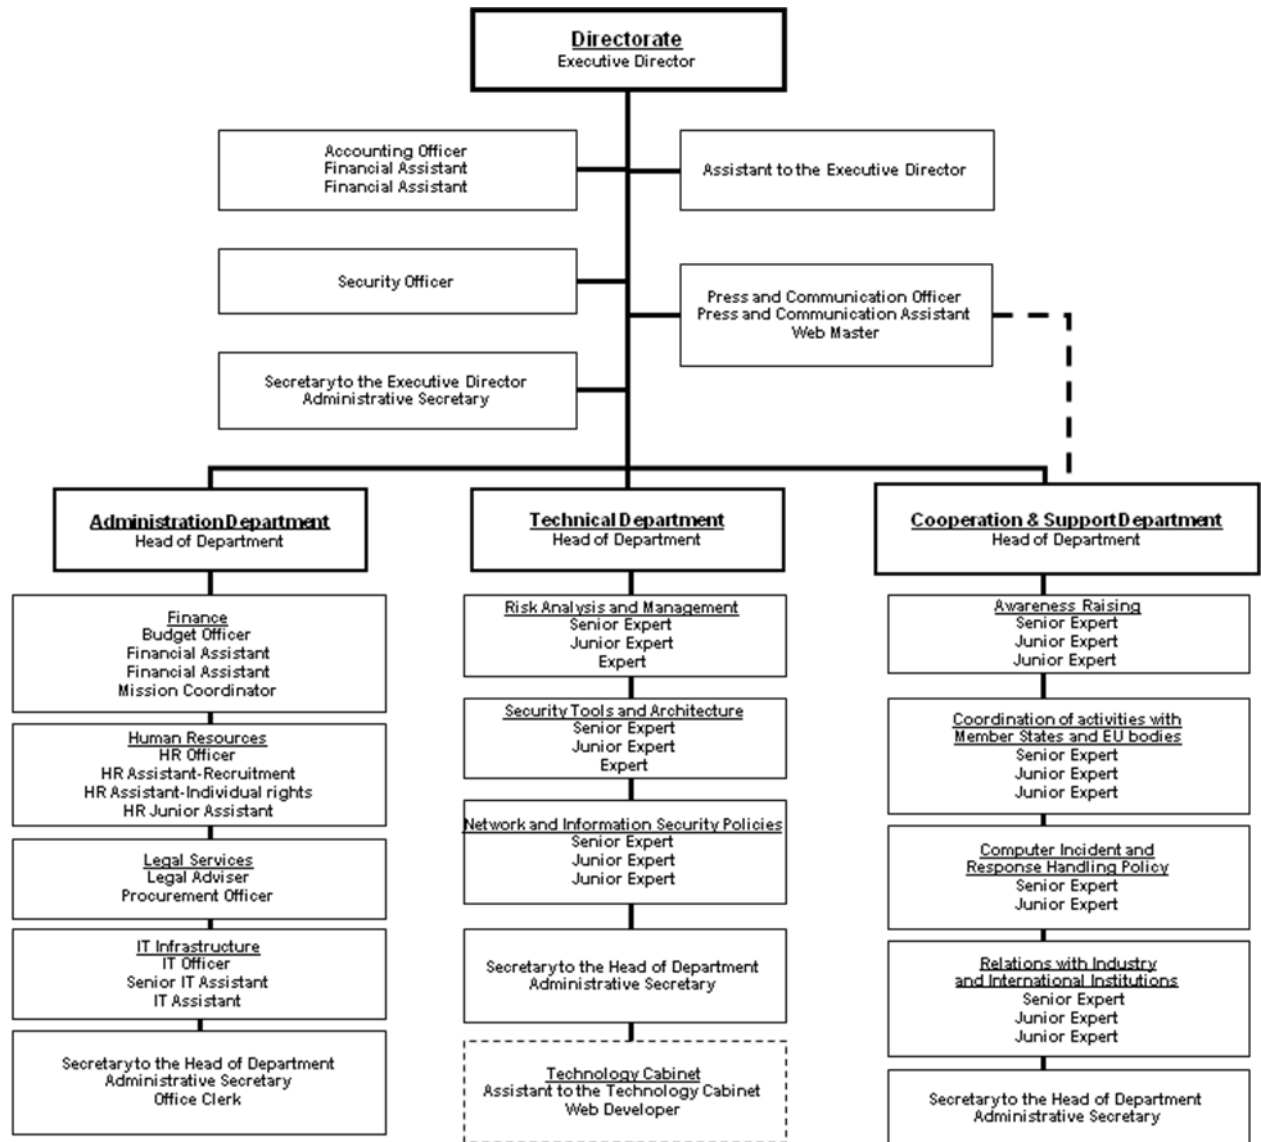 Directorate
Executive Director
Accounting Officer
Financial Assistant
Financial Assistant
Assistant to the Executive Director
Security Officer
Press and Communication Officer
Press and Communication Assistant
Web Master
Secretary to the Executive Director
Administrative Secretary
Administration Department
Head of Department
Finance
Budget Officer
Financial Assistant
Financial Assistant
Mission Coordinator
Human Resources
HR Officer
HR Assistant-Recruitment
HR Assistant-Individual rights
HR Junior Assistant
Legal Services
Legal Adviser
Procurement Officer
IT Infrastructure
IT Officer
Senior IT Assistant
IT Assistant
Secretary to the Head of Department
Administrative Secretary
Office Clerk
Technical Department
Head of Department
Risk Analysis and Management
Senior Expert
Junior Expert
Expert
Security Tools and Architecture
Senior Expert
Junior Expert
Expert
Network and Information Security Policies
Senior Expert
Junior Expert
Junior Expert
Secretary to the Head of Department
Administrative Secretary
Technology Cabinet
Assistant to the Technology Cabinet
Web Developer
Cooperation & Support Department
Head of Department
Awareness Raising
Senior Expert
Junior Expert
Junior Expert
Coordination of activities with
Member States and EU bodies
Senior Expert
Junior Expert
Junior Expert
Computer Incident and
Response Handling Policy
Senior Expert
Junior Expert
Relations with Industry
and International Institutions
Senior Expert
Junior Expert
Junior Expert
Secretary to the Head of Department
Administrative Secretary